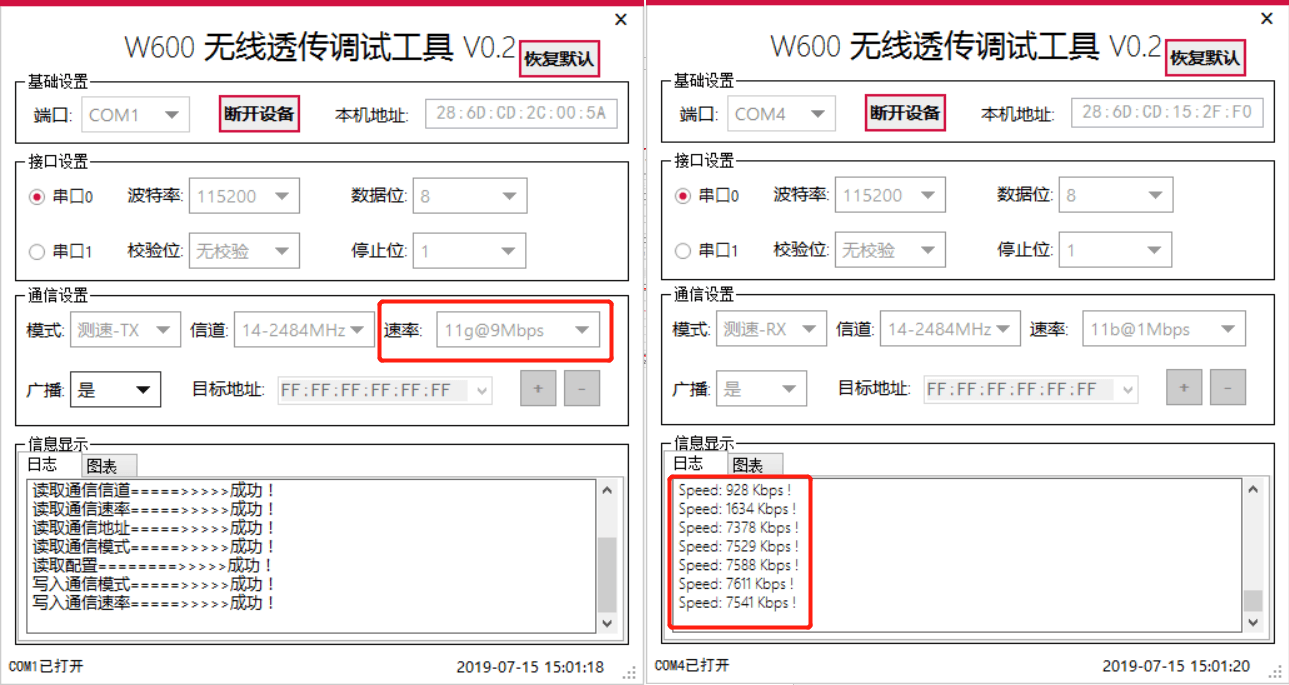 ×
W600 无线透传调试工具 V0.2
恢复默认
基础设置
端口: COM1 断开设备 本机地址: 28:6D:CD:2C:00:5A
接口设置
串口0 波特率: 115200 数据位: 8
串口1 校验位: 无校验 停止位: 1
通信设置
模式: 测速-TX 信道: 14-2484MHz 速率: 11g@9Mbps
广播: 是 目标地址: FF:FF:FF:FF:FF:FF + -
信息显示
日志 图表
读取通信信道=====>>>>>成功！
读取通信速率=====>>>>>成功！
读取通信地址=====>>>>>成功！
读取通信模式=====>>>>>成功！
读取配置========>>>>>成功！
写入通信模式=====>>>>>成功！
写入通信速率=====>>>>>成功！
COM1已打开 2019-07-15 15:01:18
×
W600 无线透传调试工具 V0.2
恢复默认
基础设置
端口: COM4 断开设备 本机地址: 28:6D:CD:15:2F:F0
接口设置
串口0 波特率: 115200 数据位: 8
串口1 校验位: 无校验 停止位: 1
通信设置
模式: 测速-RX 信道: 14-2484MHz 速率: 11b@1Mbps
广播: 是 目标地址: FF:FF:FF:FF:FF:FF + -
信息显示
日志 图表
Speed: 928 Kbps !
Speed: 1634 Kbps !
Speed: 7378 Kbps !
Speed: 7529 Kbps !
Speed: 7588 Kbps !
Speed: 7611 Kbps !
Speed: 7541 Kbps !
COM4已打开 2019-07-15 15:01:20